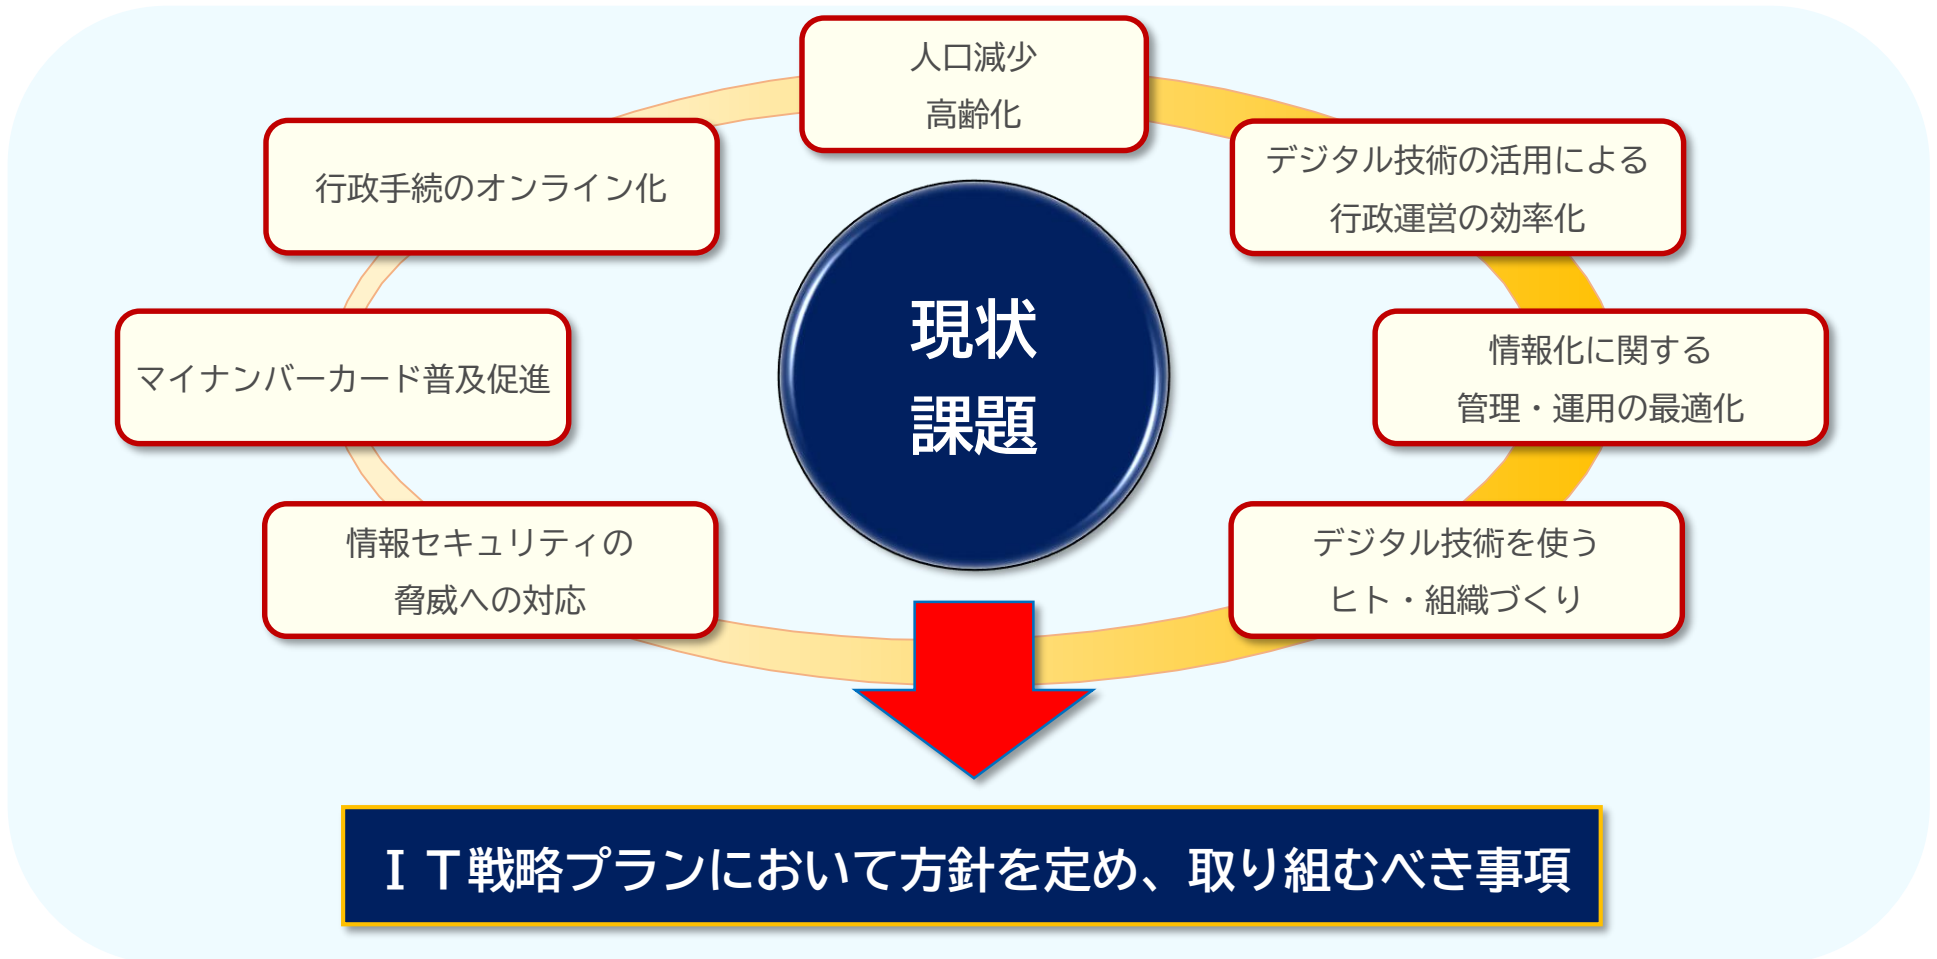 人口減少
高齢化
行政手続のオンライン化
デジタル技術の活用による
行政運営の効率化
マイナンバーカード普及促進
現状
課題
情報化に関する
管理・運用の最適化
情報セキュリティの
脅威への対応
デジタル技術を使う
ヒト・組織づくり
ＩＴ戦略プランにおいて方針を定め、取り組むべき事項